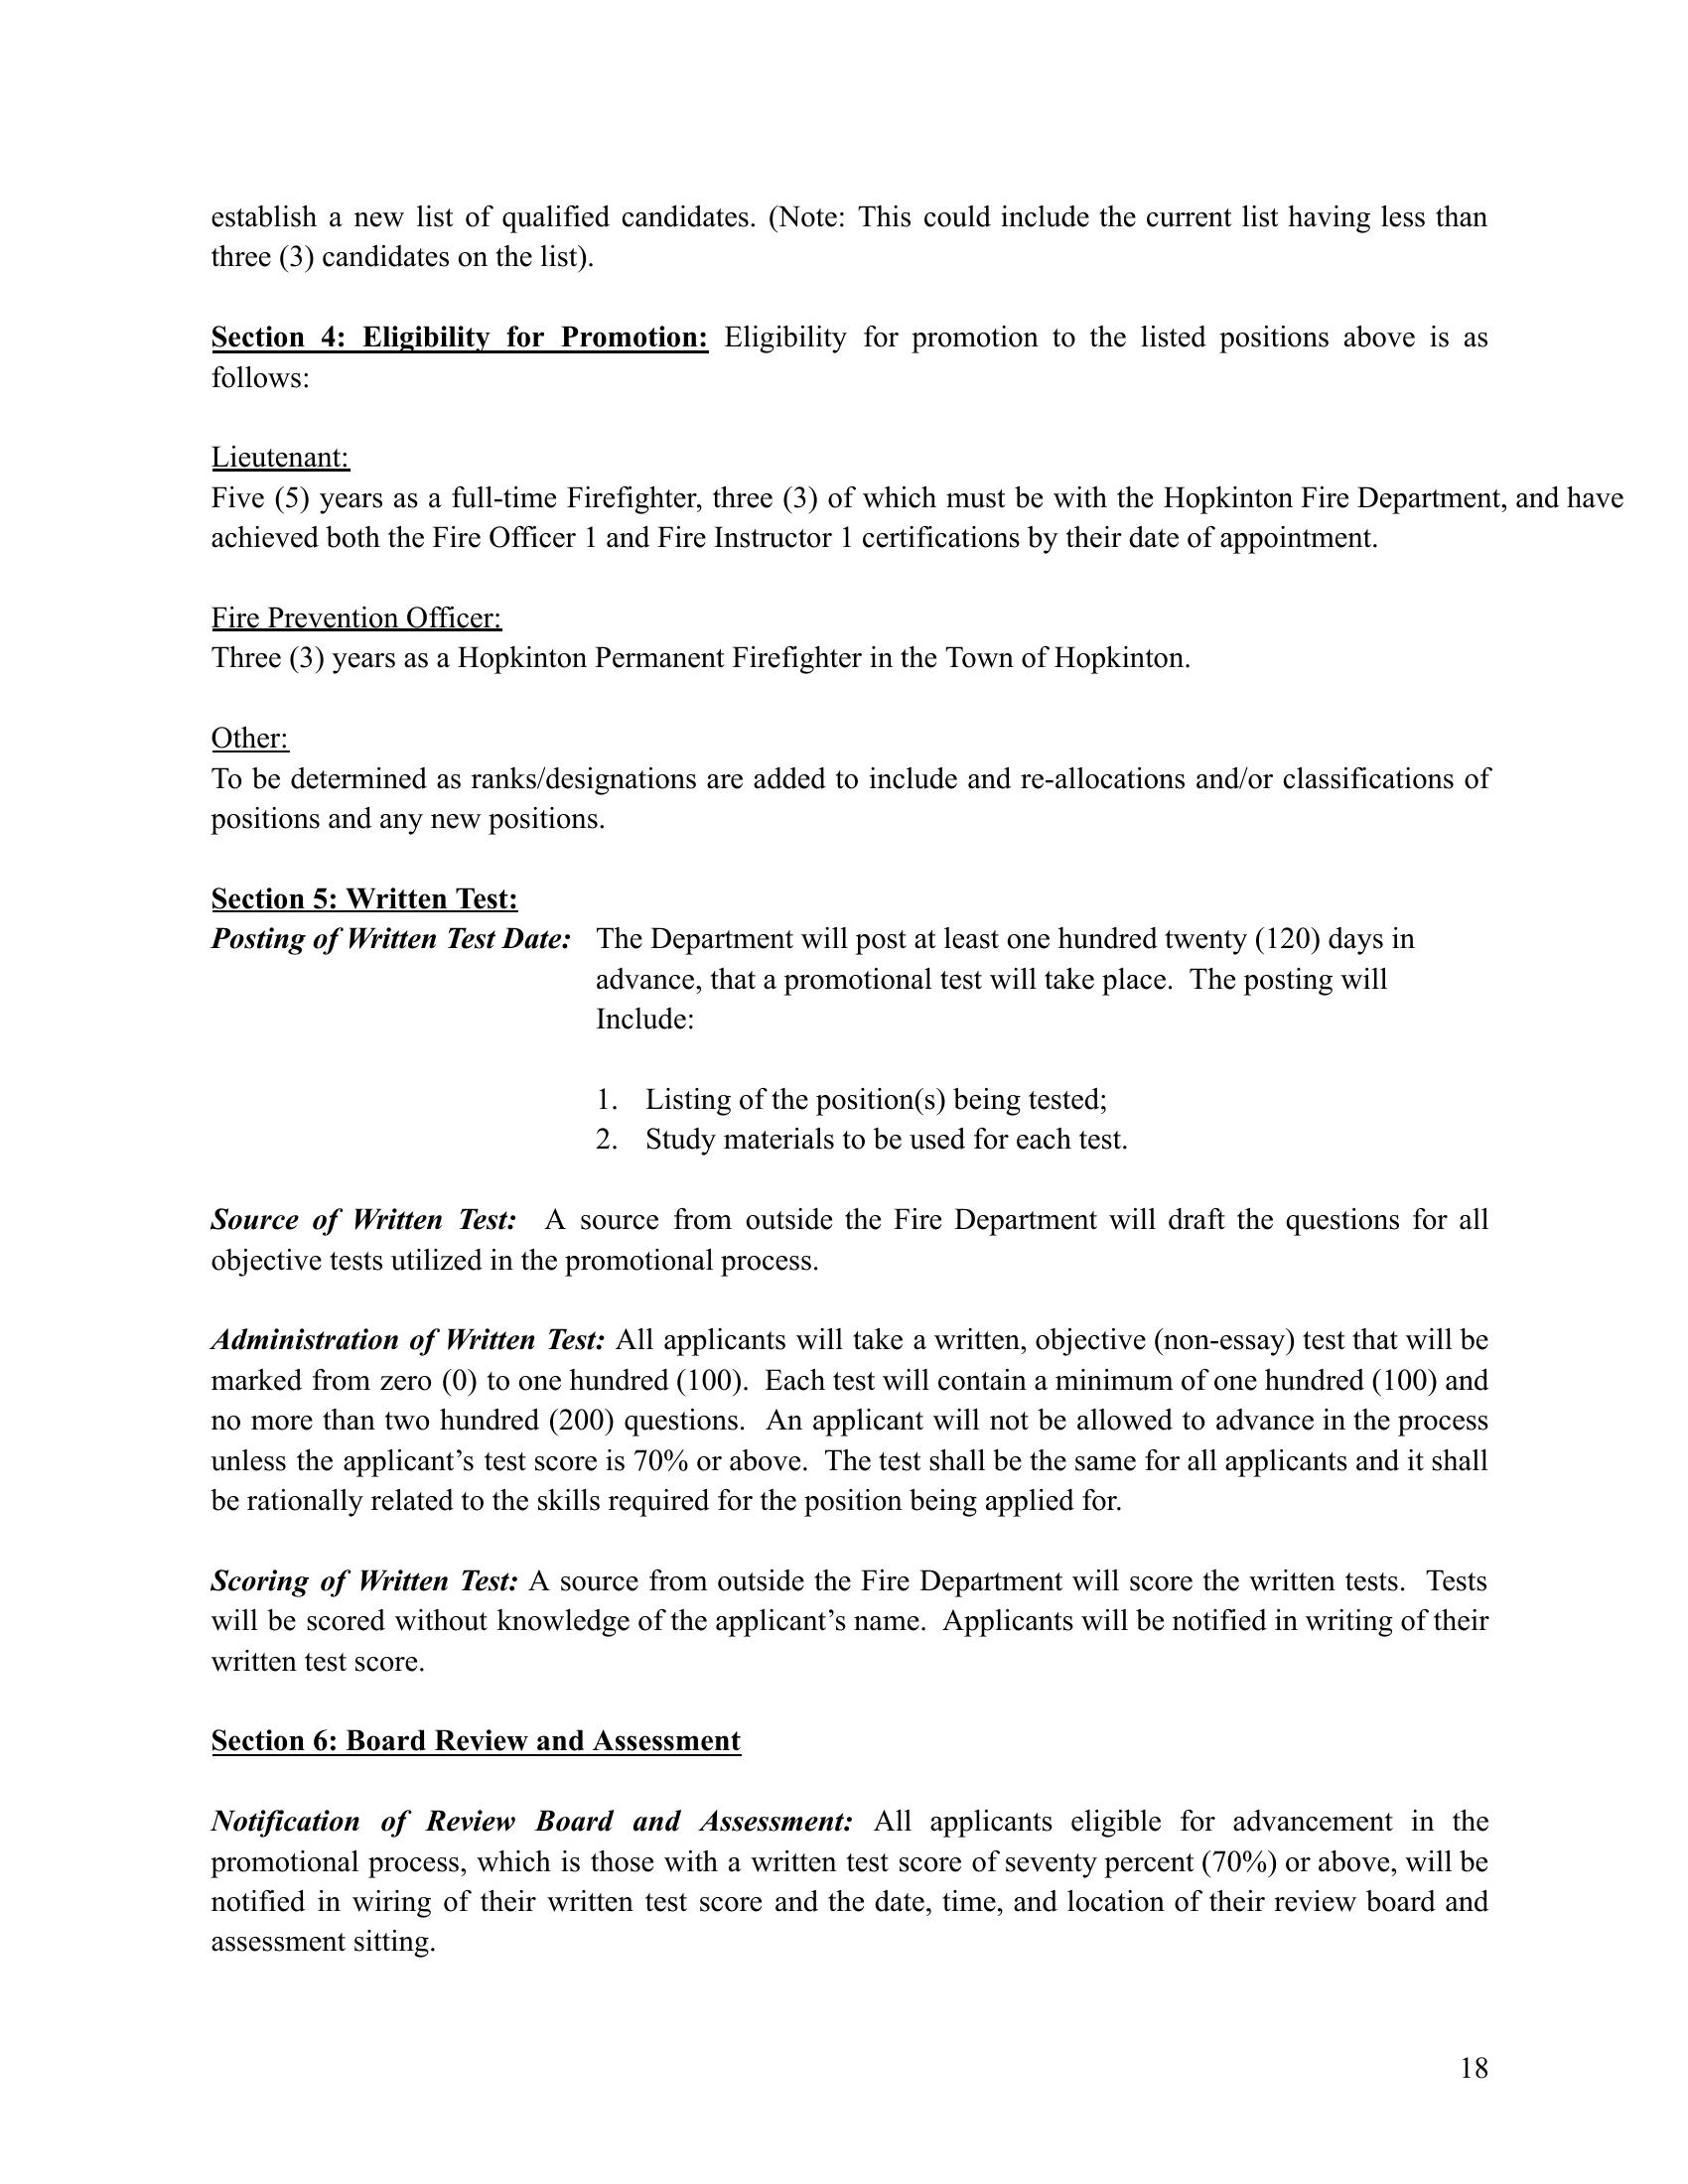 establish a new list of qualified candidates. (Note: This could include the current list having less than
three (3) candidates on the list).
Section 4: Eligibility for Promotion: Eligibility for promotion to the listed positions above is as
follows:
Lieutenant:
Five (5) years as a full-time Firefighter, three (3) of which must be with the Hopkinton Fire Department, and have
achieved both the Fire Officer 1 and Fire Instructor 1 certifications by their date of appointment.
Fire Prevention Officer:
Three (3) years as a Hopkinton Permanent Firefighter in the Town of Hopkinton.
Other:
To be determined as ranks/designations are added to include and re-allocations and/or classifications of
positions and any new positions.
Section 5: Written Test:
Posting of Written Test Date: The Department will post at least one hundred twenty (120) days in
advance, that a promotional test will take place. The posting will
Include:
1. Listing of the position(s) being tested;
2. Study materials to be used for each test.
Source of Written Test: A source from outside the Fire Department will draft the questions for all
objective tests utilized in the promotional process.
Administration of Written Test: All applicants will take a written, objective (non-essay) test that will be
marked from zero (0) to one hundred (100). Each test will contain a minimum of one hundred (100) and
no more than two hundred (200) questions. An applicant will not be allowed to advance in the process
unless the applicant’s test score is 70% or above. The test shall be the same for all applicants and it shall
be rationally related to the skills required for the position being applied for.
Scoring of Written Test: A source from outside the Fire Department will score the written tests. Tests
will be scored without knowledge of the applicant’s name. Applicants will be notified in writing of their
written test score.
Section 6: Board Review and Assessment
Notification of Review Board and Assessment: All applicants eligible for advancement in the
promotional process, which is those with a written test score of seventy percent (70%) or above, will be
notified in wiring of their written test score and the date, time, and location of their review board and
assessment sitting.
18